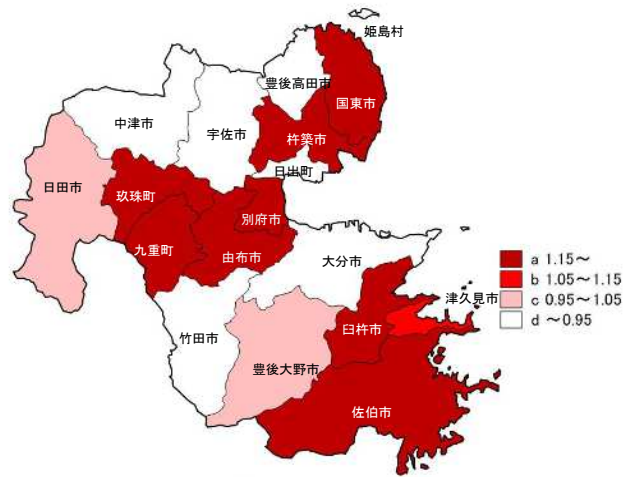 姫島村
豊後高田市
国東市
中津市
宇佐市
杵築市
日出町
日田市
玖珠町
別府市
九重町
由布市
大分市
a 1.15～
b 1.05～1.15
c 0.95～1.05
d ～0.95
津久見市
臼杵市
竹田市
豊後大野市
佐伯市